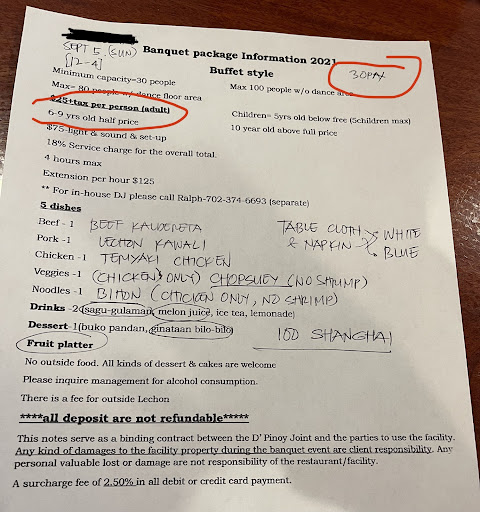 SEPT 5. (SUN)
[12-4]
Banquet package Information 2021
Buffet style
30PAX
Minimum capacity=30 people
Max= 80 people w/ dance floor area
Max 100 people w/o dance area
$25+tax per person (adult)
Children= 5yrs old below free (5children max)
6-9 yrs old half price
10 year old above full price
$75-light & sound & set-up
18% Service charge for the overall total.
4 hours max
Extension per hour $125
** For in-house DJ please call Ralph-702-374-6693 (separate)
5 dishes
Beef - 1 BEEF KALDERETA
Pork -1 LECHON KAWALI
Chicken -1 TERIYAKI CHICKEN
Veggies -1 (CHICKEN ONLY) CHOPSUEY (NO SHRIMP)
Noodles -1 BIHON (CHICKEN ONLY, NO SHRIMP)
TABLE CLOTH WHITE
& NAPKIN BLUE
Drinks -2(sagu-gulaman, melon juice, ice tea, lemonade)
Dessert-1(buko pandan, ginataan bilo-bilo)
100 SHANGHAI
Fruit platter
No outside food. All kinds of dessert & cakes are welcome
Please inquire management for alcohol consumption.
There is a fee for outside Lechon
****all deposit are not refundable*****
This notes serve as a binding contract between the D' Pinoy Joint and the parties to use the facility.
Any kind of damages to the facility property during the banquet event are client responsibility. Any
personal valuable lost or damage are not responsibility of the restaurant/facility.
A surcharge fee of 2.50% in all debit or credit card payment.